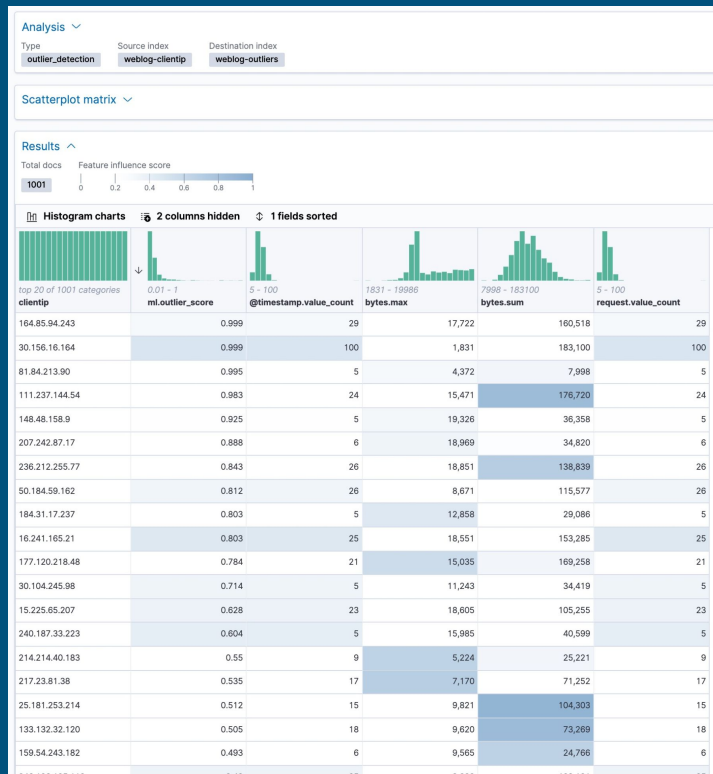 Analysis
Type Source index Destination index
outlier_detection weblog-clientip weblog-outliers
Scatterplot matrix
Results
Total docs Feature influence score
1001 0 0.2 0.4 0.6 0.8 1
Histogram charts 2 columns hidden 1 fields sorted
top 20 of 1001 categories 0.01 - 1 5 - 100 1831 - 19986 7998 - 183100 5 - 100
clientip ml.outlier_score @timestamp.value_count bytes.max bytes.sum request.value_count
164.85.94.243 0.999 29 17,722 160,518 29
30.156.16.164 0.999 100 1,831 183,100 100
81.84.213.90 0.995 5 4,372 7,998 5
111.237.144.54 0.983 24 15,471 176,720 24
148.48.158.9 0.925 5 19,326 36,358 5
207.242.87.17 0.888 6 18,969 34,820 6
236.212.255.77 0.843 26 18,851 138,839 26
50.184.59.162 0.812 26 8,671 115,577 26
184.31.17.237 0.803 5 12,858 29,086 5
16.241.165.21 0.803 25 18,551 153,285 25
177.120.218.48 0.784 21 15,035 169,258 21
30.104.245.98 0.714 5 11,243 34,419 5
15.225.65.207 0.628 23 18,605 105,255 23
240.187.33.223 0.604 5 15,985 40,599 5
214.214.40.183 0.55 9 5,224 25,221 9
217.23.81.38 0.535 17 7,170 71,252 17
25.181.253.214 0.512 15 9,821 104,303 15
133.132.32.120 0.505 18 9,620 73,269 18
159.54.243.182 0.493 6 9,565 24,766 6